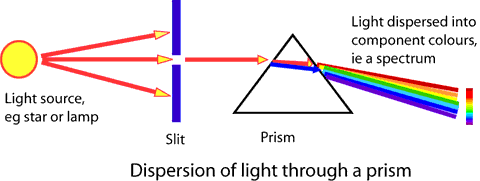 Light dispersed into
component colours,
ie a spectrum
Light source,
eg star or lamp
Slit
Prism
Dispersion of light through a prism